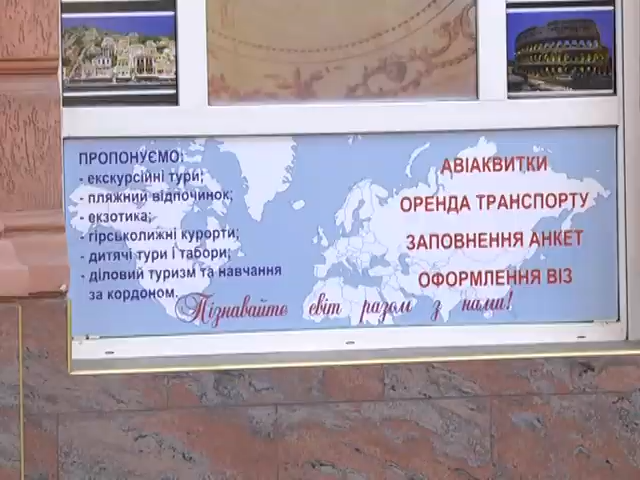 ПРОПОНУЄМО:
- екскурсійні тури;
- пляжний відпочинок;
- екзотика;
- гірськолижні курорти;
- дитячі тури і табори;
- діловий туризм та навчання
за кордоном.
АВІАКВИТКИ
ОРЕНДА ТРАНСПОРТУ
ЗАПОВНЕННЯ АНКЕТ
ОФОРМЛЕННЯ ВІЗ
Пізнавайте світ разом з нами!